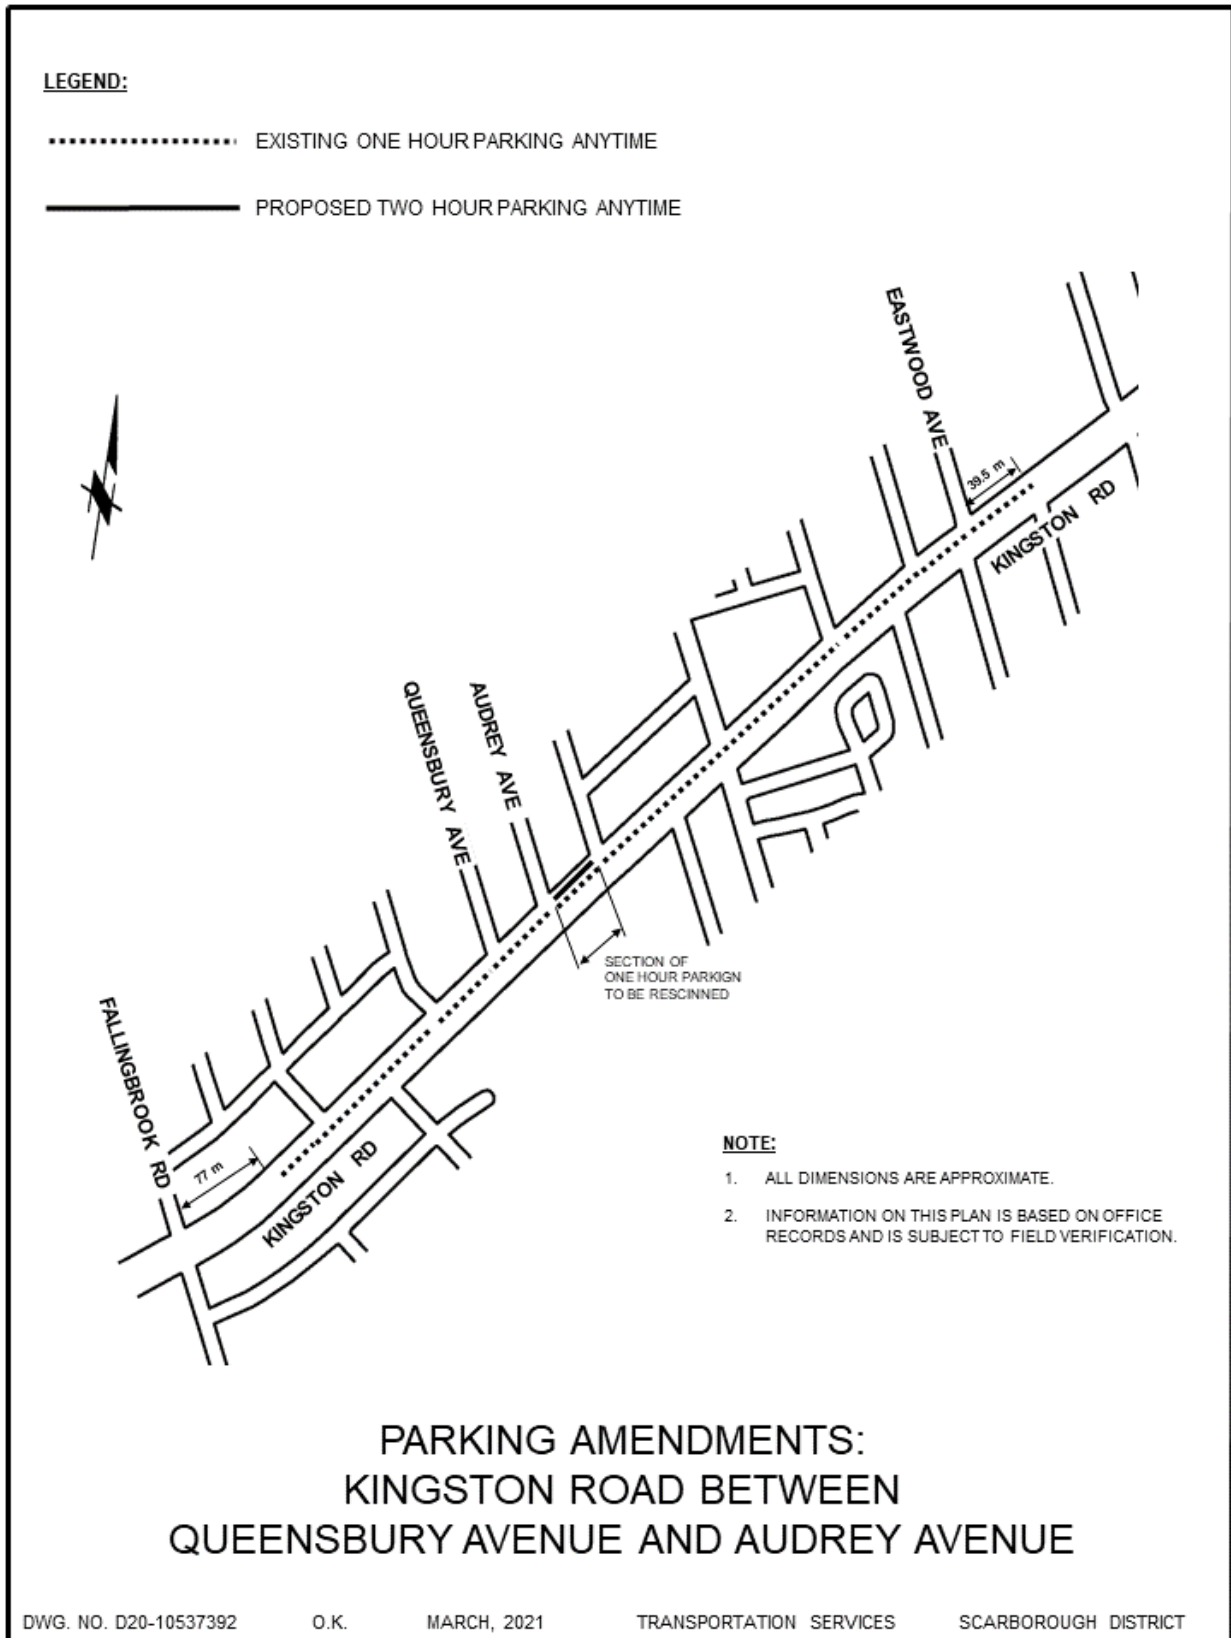 LEGEND:
EXISTING ONE HOUR PARKING ANYTIME
PROPOSED TWO HOUR PARKING ANYTIME
EASTWOOD AVE
39.5 m
KINGSTON RD
AUDREY AVE
QUEENSBURY AVE
SECTION OF
ONE HOUR PARKIGN
TO BE RESCINNED
FALLINGBROOK RD
77 m
KINGSTON RD
NOTE:
1. ALL DIMENSIONS ARE APPROXIMATE.
2. INFORMATION ON THIS PLAN IS BASED ON OFFICE
RECORDS AND IS SUBJECT TO FIELD VERIFICATION.
PARKING AMENDMENTS:
KINGSTON ROAD BETWEEN
QUEENSBURY AVENUE AND AUDREY AVENUE
DWG. NO. D20-10537392 O.K. MARCH, 2021 TRANSPORTATION SERVICES SCARBOROUGH DISTRICT